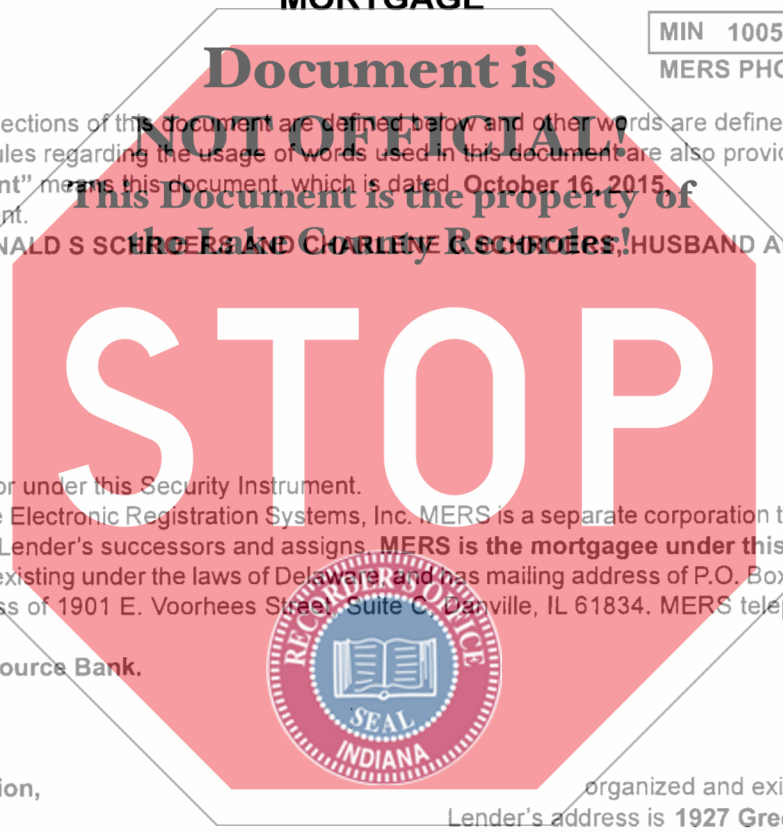 MORTGAGE
MIN 1005
MERS PHO
Document is
ections of this document are defined below and other words are define
NOT OFFICIAL!
ules regarding the usage of words used in this document are also provid
nt” means this document, which is dated October 16, 2015,
This Document is the property of
nt.
NALD S SCHROERS AND CHARLENE C SCHROERS, HUSBAND A
the Lake County Recorder!
STOP
or under this Security Instrument.
e Electronic Registration Systems, Inc. MERS is a separate corporation t
Lender's successors and assigns. MERS is the mortgagee under this
existing under the laws of Delaware, and has mailing address of P.O. Box
ss of 1901 E. Voorhees Street, Suite C, Danville, IL 61834. MERS tele
ource Bank.
RECORDER'S OFFICE
SEAL
INDIANA
ion,
organized and exi
Lender's address is 1927 Gree